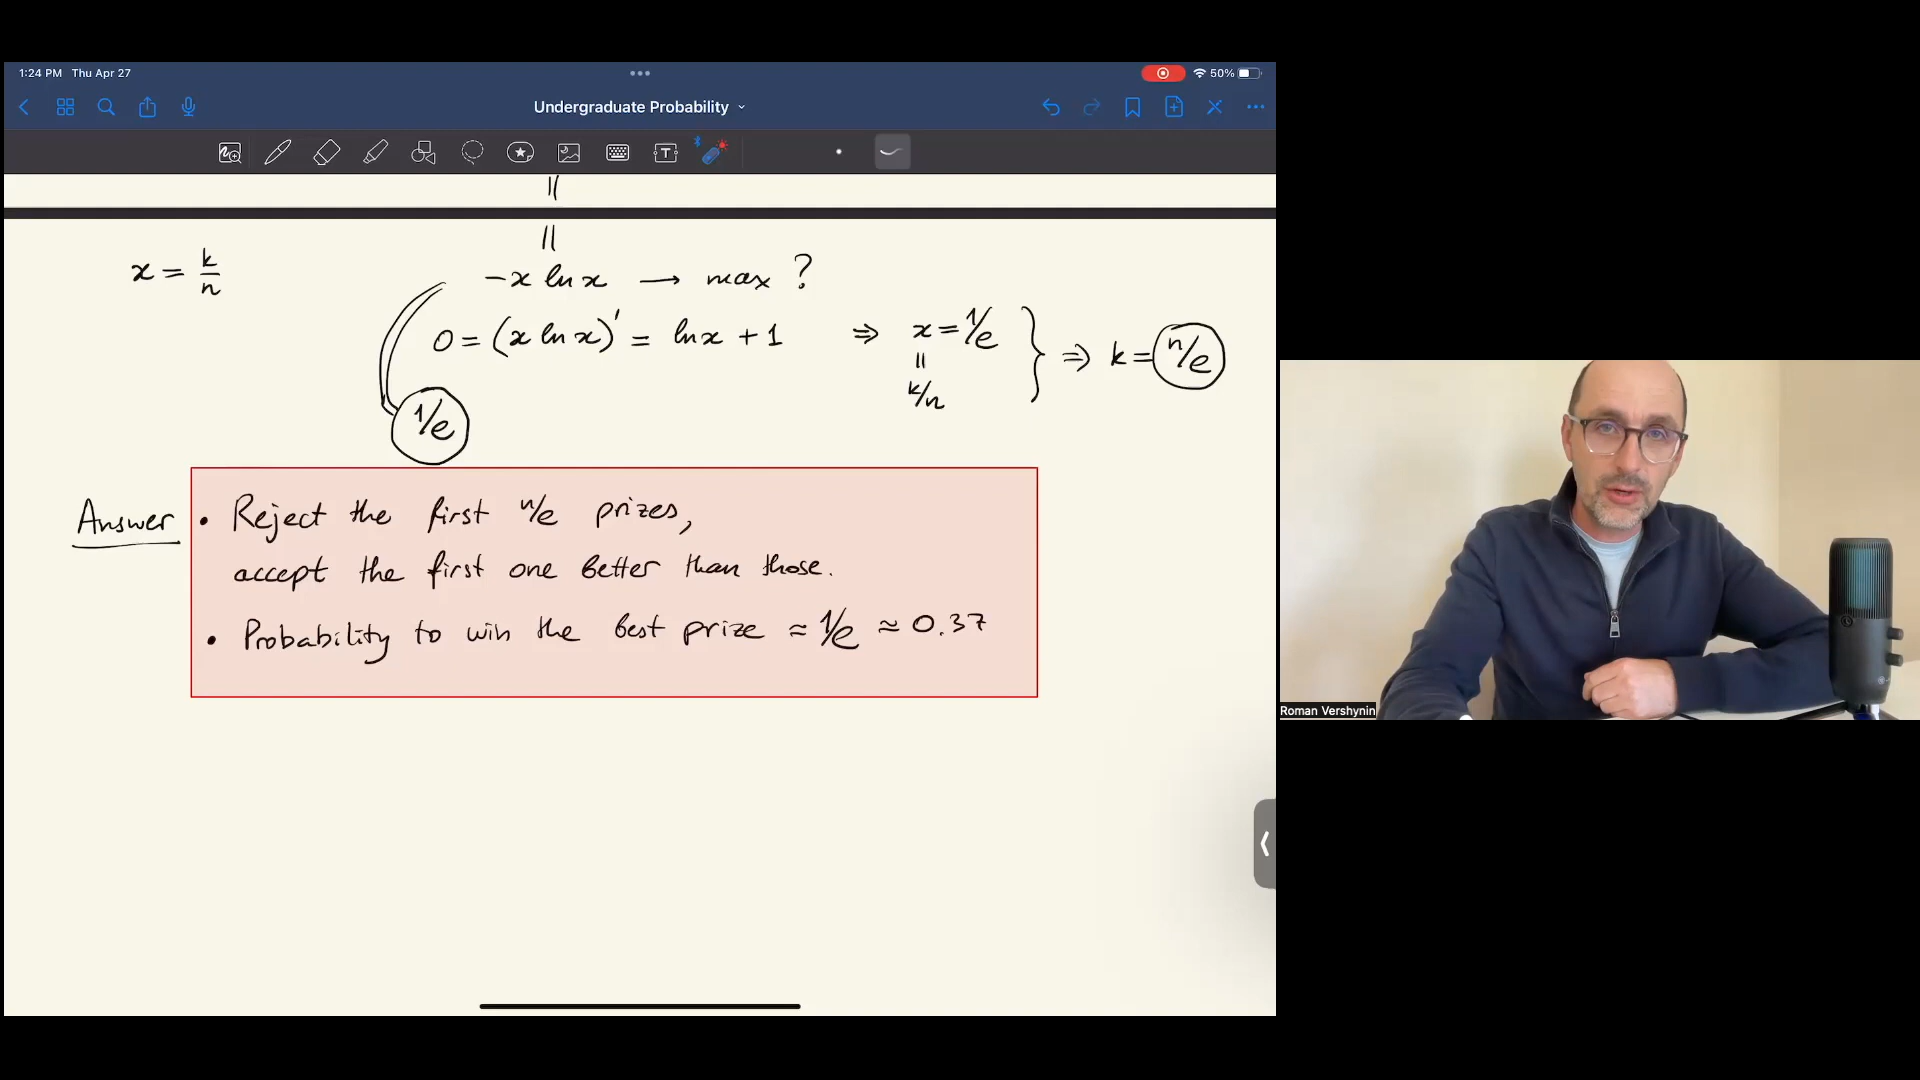 1:24 PM Thu Apr 27
50%
Undergraduate Probability
x = k/n
-x ln x → max ?
0 = (x ln x)' = ln x + 1 ⇒ x = 1/e } ⇒ k = n/e
k/n
1/e
Answer • Reject the first n/e prizes,
accept the first one better than those.
• Probability to win the best prize ≈ 1/e ≈ 0.37
Roman Vershynin